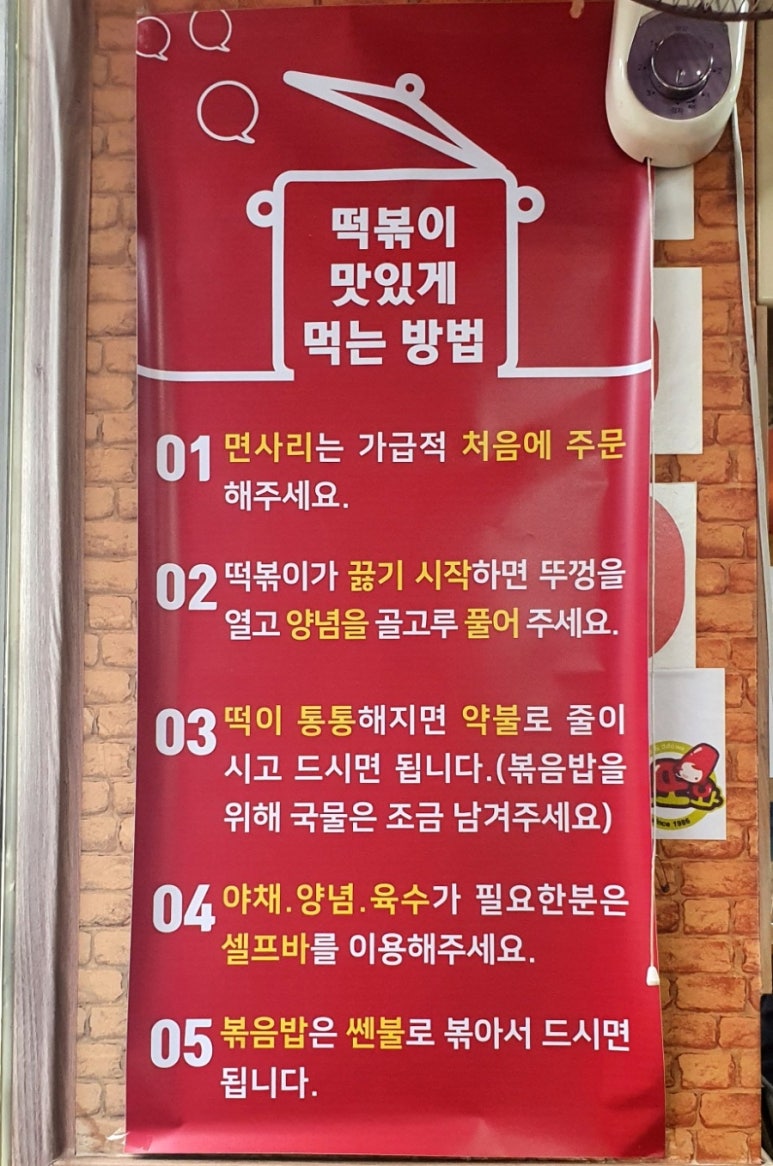 떡볶이
맛있게
먹는 방법
01 면사리는 가급적 처음에 주문
해주세요.
02 떡볶이가 끓기 시작하면 뚜껑을
열고 양념을 골고루 풀어 주세요.
03 떡이 통통해지면 약불로 줄이
시고 드시면 됩니다.(볶음밥을
위해 국물은 조금 남겨주세요)
04 야채.양념.육수가 필요한분은
셀프바를 이용해주세요.
05 볶음밥은 쎈불로 볶아서 드시면
됩니다.